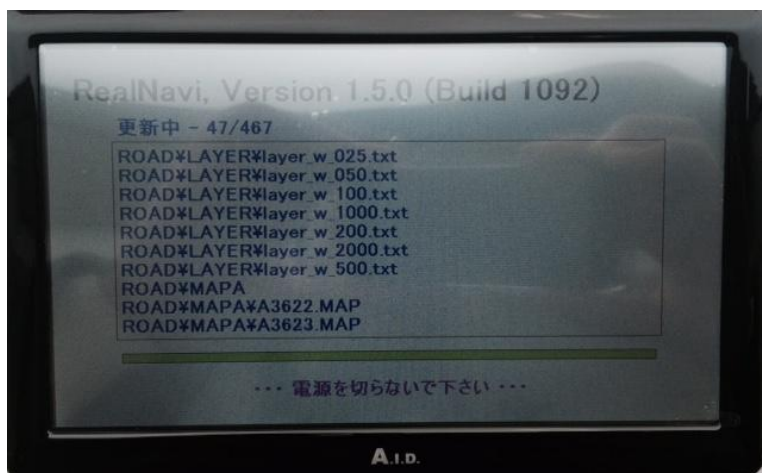 RealNavi, Version 1.5.0 (Build 1092)
更新中 - 47/467
ROAD¥LAYER¥layer_w_025.txt
ROAD¥LAYER¥layer_w_050.txt
ROAD¥LAYER¥layer_w_100.txt
ROAD¥LAYER¥layer_w_1000.txt
ROAD¥LAYER¥layer_w_200.txt
ROAD¥LAYER¥layer_w_2000.txt
ROAD¥LAYER¥layer_w_500.txt
ROAD¥MAPA
ROAD¥MAPA¥A3622.MAP
ROAD¥MAPA¥A3623.MAP
··· 電源を切らないで下さい ···
A.I.D.